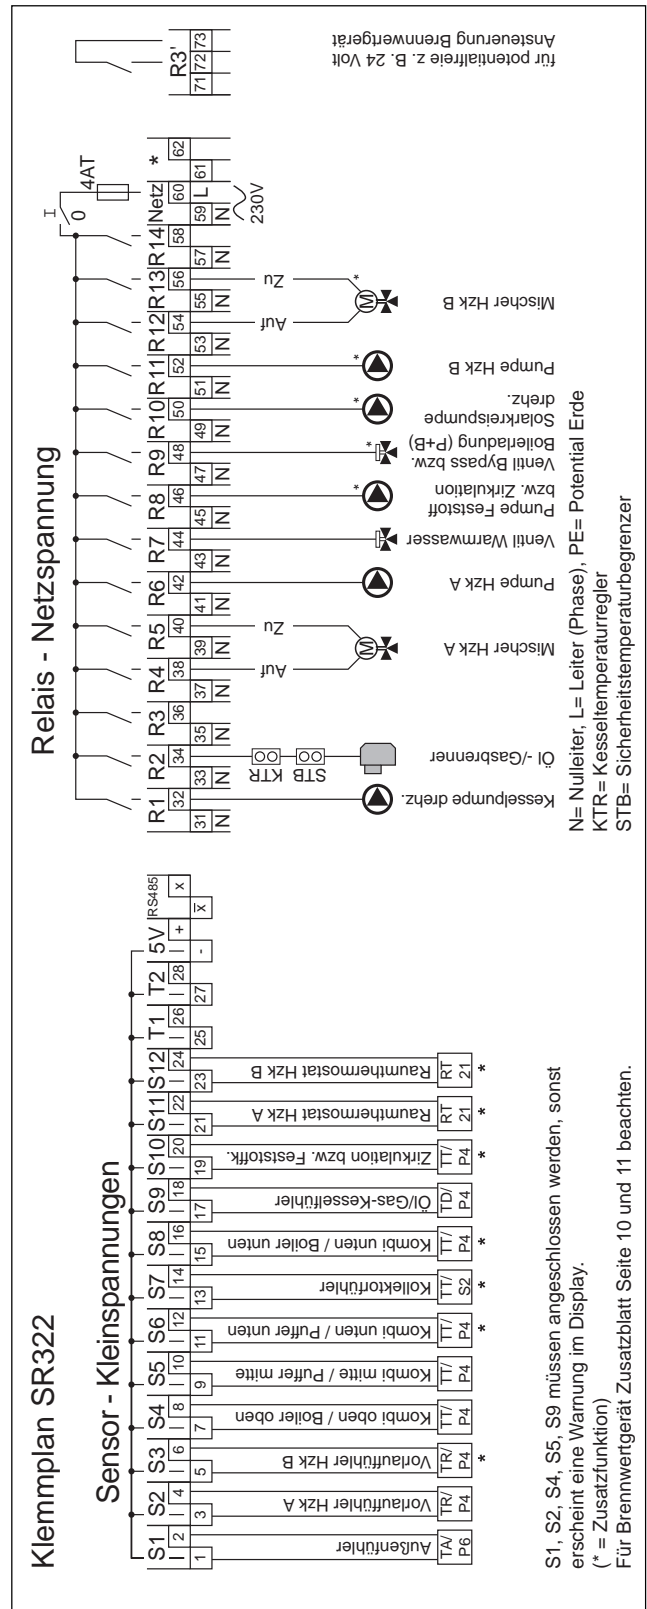 Klemmplan SR322
Sensor - Kleinspannungen
S1 S2 S3 S4 S5 S6 S7 S8 S9 S10 S11 S12 T1 T2 5V RS485
2 4 6 8 10 12 14 16 18 20 22 24 26 28 + x
1 3 5 7 9 11 13 15 17 19 21 23 25 27 - x̅
Außenfühler
Vorlauffühler Hzk A
Vorlauffühler Hzk B
Kombi oben / Boiler oben
Kombi mitte / Puffer mitte
Kombi unten / Puffer unten
Kollektorfühler
Kombi unten / Boiler unten
Öl/Gas-Kesselfühler
Zirkulation bzw. Feststoffk.
Raumthermostat Hzk A
Raumthermostat Hzk B
TA/ TR/ TR/ TT/ TT/ TT/ TT/ TT/ TD/ TT/ RT RT
P6 P4 P4 P4 P4 P4 S2 P4 P4 P4 21 21
* * * * * * *
S1, S2, S4, S5, S9 müssen angeschlossen werden, sonst
erscheint eine Warnung im Display.
(* = Zusatzfunktion)
Für Brennwertgerät Zusatzblatt Seite 10 und 11 beachten.
Relais - Netzspannung
I
0
4AT
R1 R2 R3 R4 R5 R6 R7 R8 R9 R10 R11 R12 R13 R14 Netz *
32 34 36 38 40 42 44 46 48 50 52 54 56 58 60 62
31 33 35 37 39 41 43 45 47 49 51 53 55 57 59 61
N N N N N N N N N N N N N N N L
230V
KTR STB
Auf Zu
Auf Zu
M
M
* * * * *
Kesselpumpe drehz.
Öl -/Gasbrenner
Mischer Hzk A
Pumpe Hzk A
Ventil Warmwasser
Pumpe Feststoff
bzw. Zirkulation
Ventil Bypass bzw.
Boilerladung (P+B)
Solarkreispumpe
drehz.
Pumpe Hzk B
Mischer Hzk B
N= Nulleiter, L= Leiter (Phase), PE= Potential Erde
KTR= Kesseltemperaturregler
STB= Sicherheitstemperaturbegrenzer
R3'
71 72 73
für potentialfreie z. B. 24 Volt
Ansteuerung Brennwertgerät